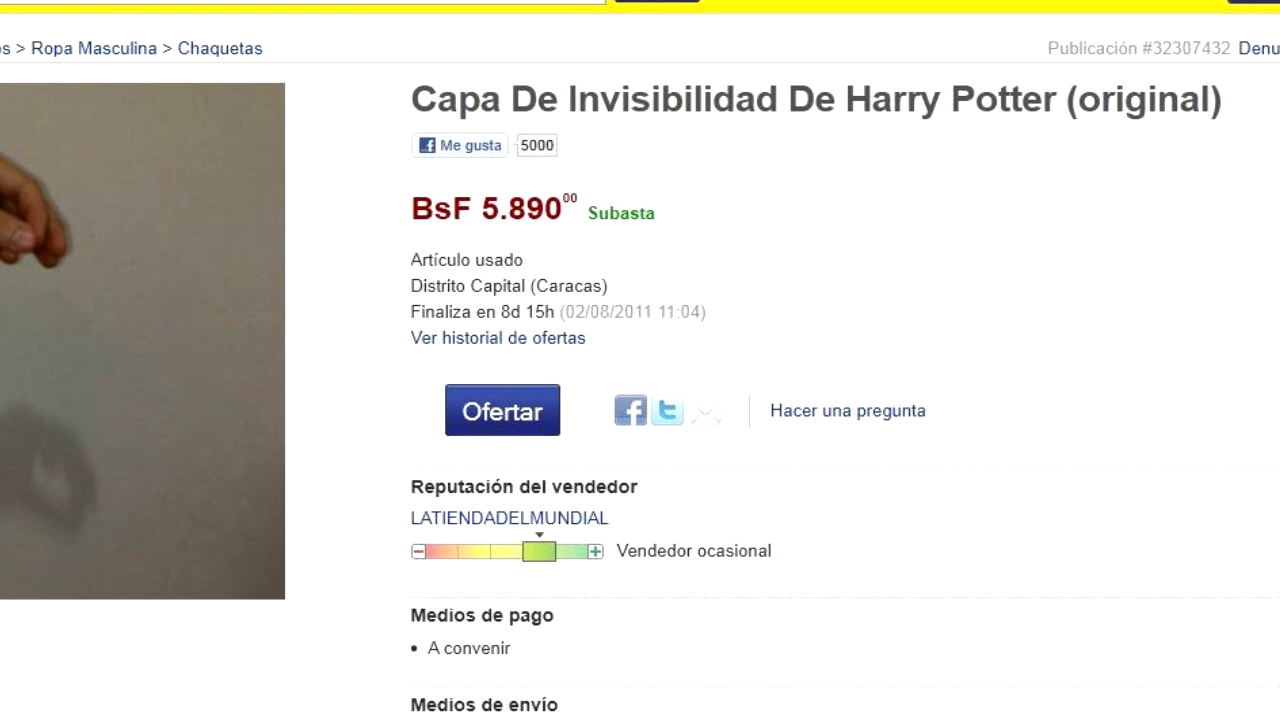 s > Ropa Masculina > Chaquetas
Publicación #32307432 Denu
Capa De Invisibilidad De Harry Potter (original)
Me gusta 5000
BsF 5.890 00 Subasta
Artículo usado
Distrito Capital (Caracas)
Finaliza en 8d 15h (02/08/2011 11:04)
Ver historial de ofertas
Ofertar
Hacer una pregunta
Reputación del vendedor
LATIENDADELMUNDIAL
Vendedor ocasional
Medios de pago
• A convenir
Medios de envío